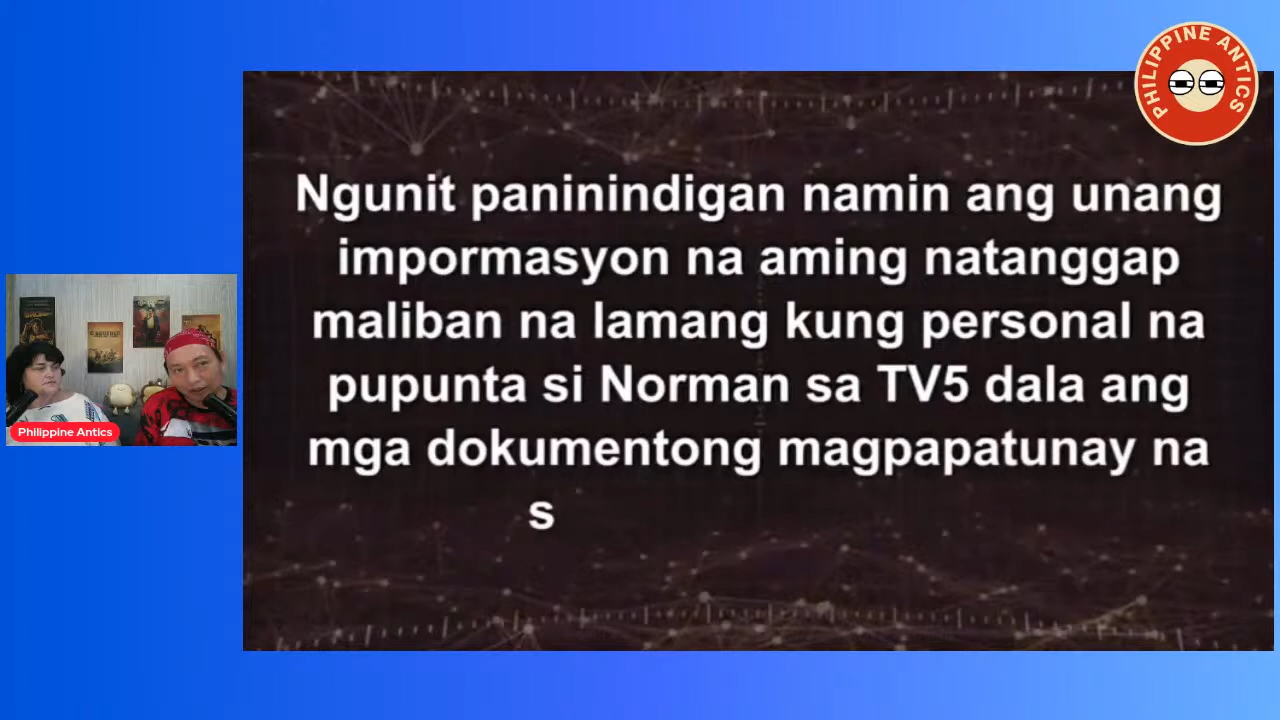 PHILIPPINE ANTICS
Ngunit paninindigan namin ang unang
impormasyon na aming natanggap
maliban na lamang kung personal na
pupunta si Norman sa TV5 dala ang
mga dokumentong magpapatunay na
s
Philippine Antics